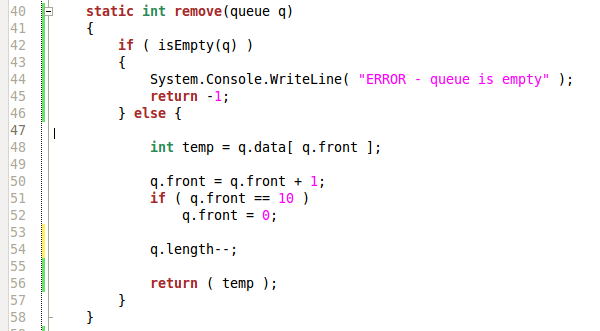 40 static int remove(queue q)
41 {
42 if ( isEmpty(q) )
43 {
44 System.Console.WriteLine( "ERROR - queue is empty" );
45 return -1;
46 } else {
47
48 int temp = q.data[ q.front ];
49
50 q.front = q.front + 1;
51 if ( q.front == 10 )
52 q.front = 0;
53
54 q.length--;
55
56 return ( temp );
57 }
58 }